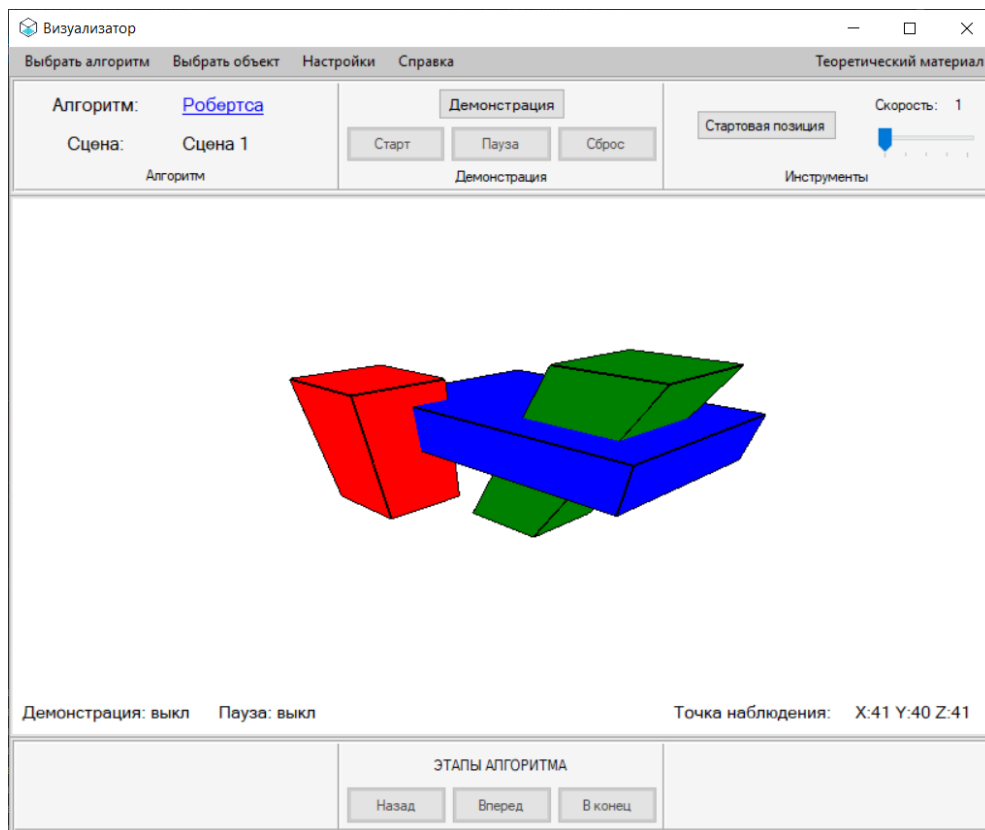 Визуализатор
Выбрать алгоритм Выбрать объект Настройки Справка Теоретический материал
Алгоритм: Робертса
Сцена: Сцена 1
Алгоритм
Демонстрация
Старт Пауза Сброс
Демонстрация
Стартовая позиция
Скорость: 1
Инструменты
Демонстрация: выкл Пауза: выкл Точка наблюдения: X:41 Y:40 Z:41
ЭТАПЫ АЛГОРИТМА
Назад Вперед В конец